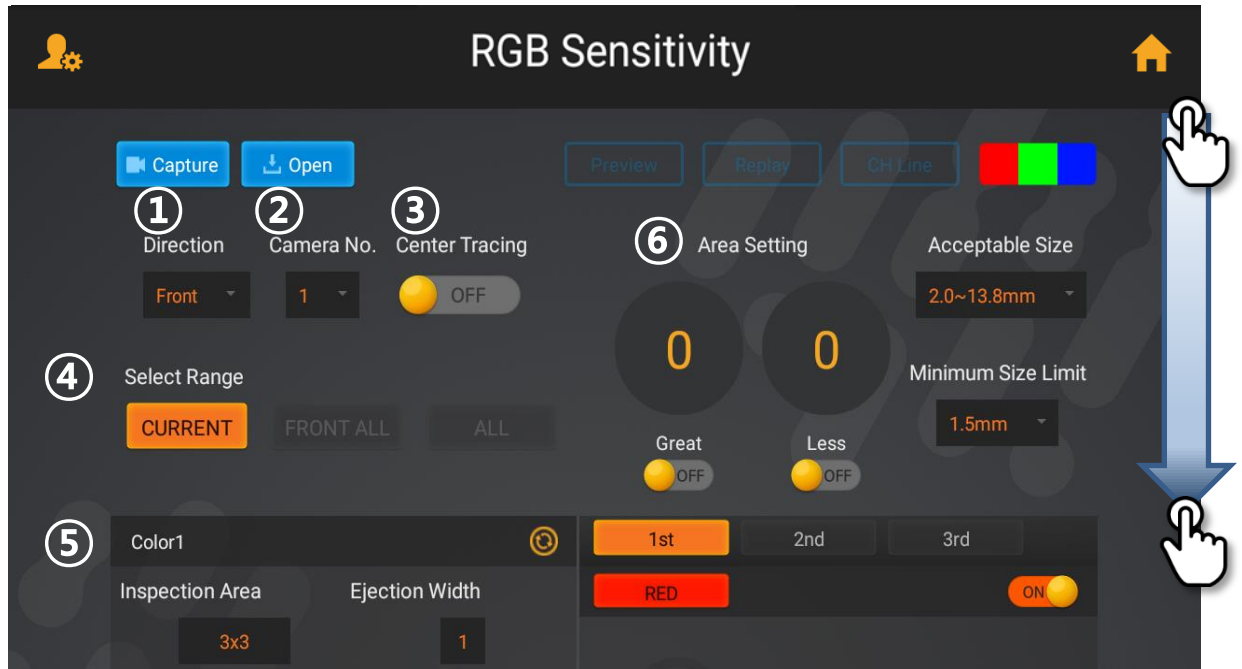 RGB Sensitivity
Capture Open Preview Replay CH Line
① ② ③
Direction Camera No. Center Tracing ⑥ Area Setting Acceptable Size
Front 1 OFF 2.0~13.8mm
0 0
④ Select Range Minimum Size Limit
CURRENT FRONT ALL ALL 1.5mm
Great Less
OFF OFF
⑤ Color1 1st 2nd 3rd
Inspection Area Ejection Width RED ON
3x3 1